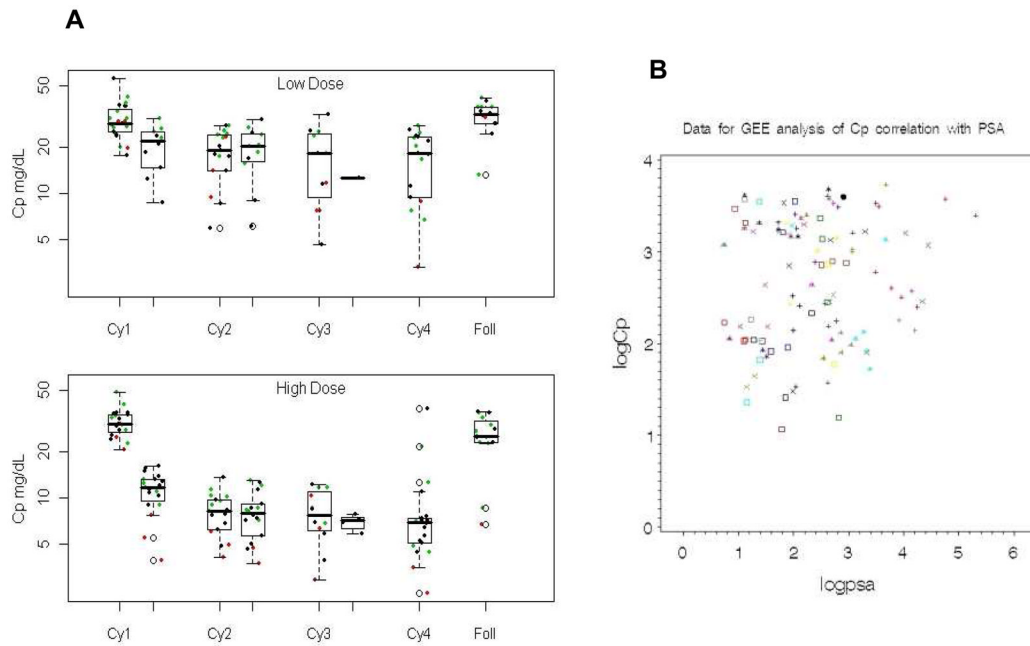 A
Low Dose
Cp mg/dL
50
20
10
5
Cy1 Cy2 Cy3 Cy4 Foll
High Dose
Cp mg/dL
50
20
10
5
Cy1 Cy2 Cy3 Cy4 Foll
B
Data for GEE analysis of Cp correlation with PSA
logCp
4
3
2
1
0
0 1 2 3 4 5 6
logpsa